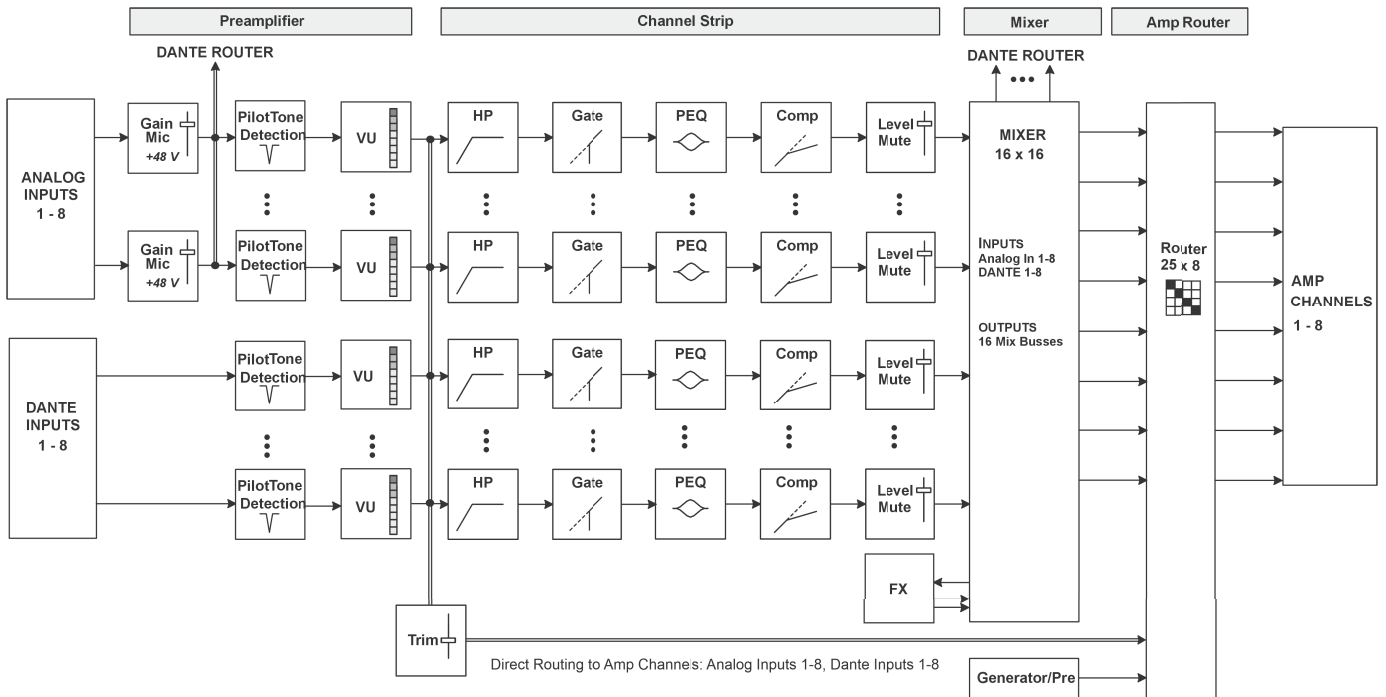 Preamplifier
Channel Strip
Mixer
Amp Router
DANTE ROUTER
DANTE ROUTER
ANALOG
INPUTS
1 - 8
Gain
Mic
+48 V
PilotTone
Detection
VU
HP
Gate
PEQ
Comp
Level
Mute
Gain
Mic
+48 V
PilotTone
Detection
VU
HP
Gate
PEQ
Comp
Level
Mute
DANTE
INPUTS
1 - 8
PilotTone
Detection
VU
HP
Gate
PEQ
Comp
Level
Mute
PilotTone
Detection
VU
HP
Gate
PEQ
Comp
Level
Mute
MIXER
16 x 16
INPUTS
Analog In 1-8
DANTE 1-8
OUTPUTS
16 Mix Busses
Router
25 x 8
AMP
CHANNELS
1 - 8
FX
Trim
Direct Routing to Amp Channes: Analog Inputs 1-8, Dante Inputs 1-8
Generator/Pre